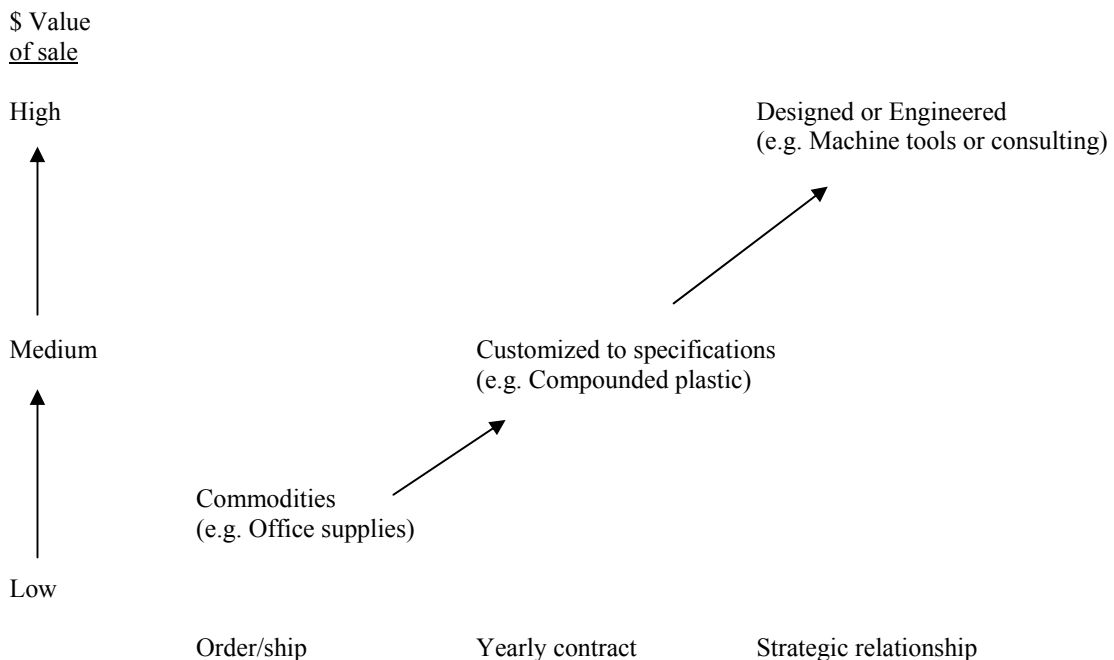 $ Value
of sale
High
Designed or Engineered
(e.g. Machine tools or consulting)
Medium
Customized to specifications
(e.g. Compounded plastic)
Commodities
(e.g. Office supplies)
Low
Order/ship
Yearly contract
Strategic relationship